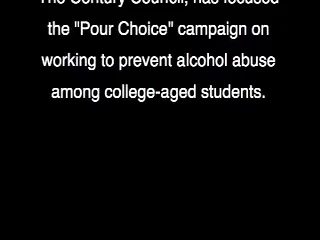 The Century Council, has focused
the "Pour Choice" campaign on
working to prevent alcohol abuse
among college-aged students.